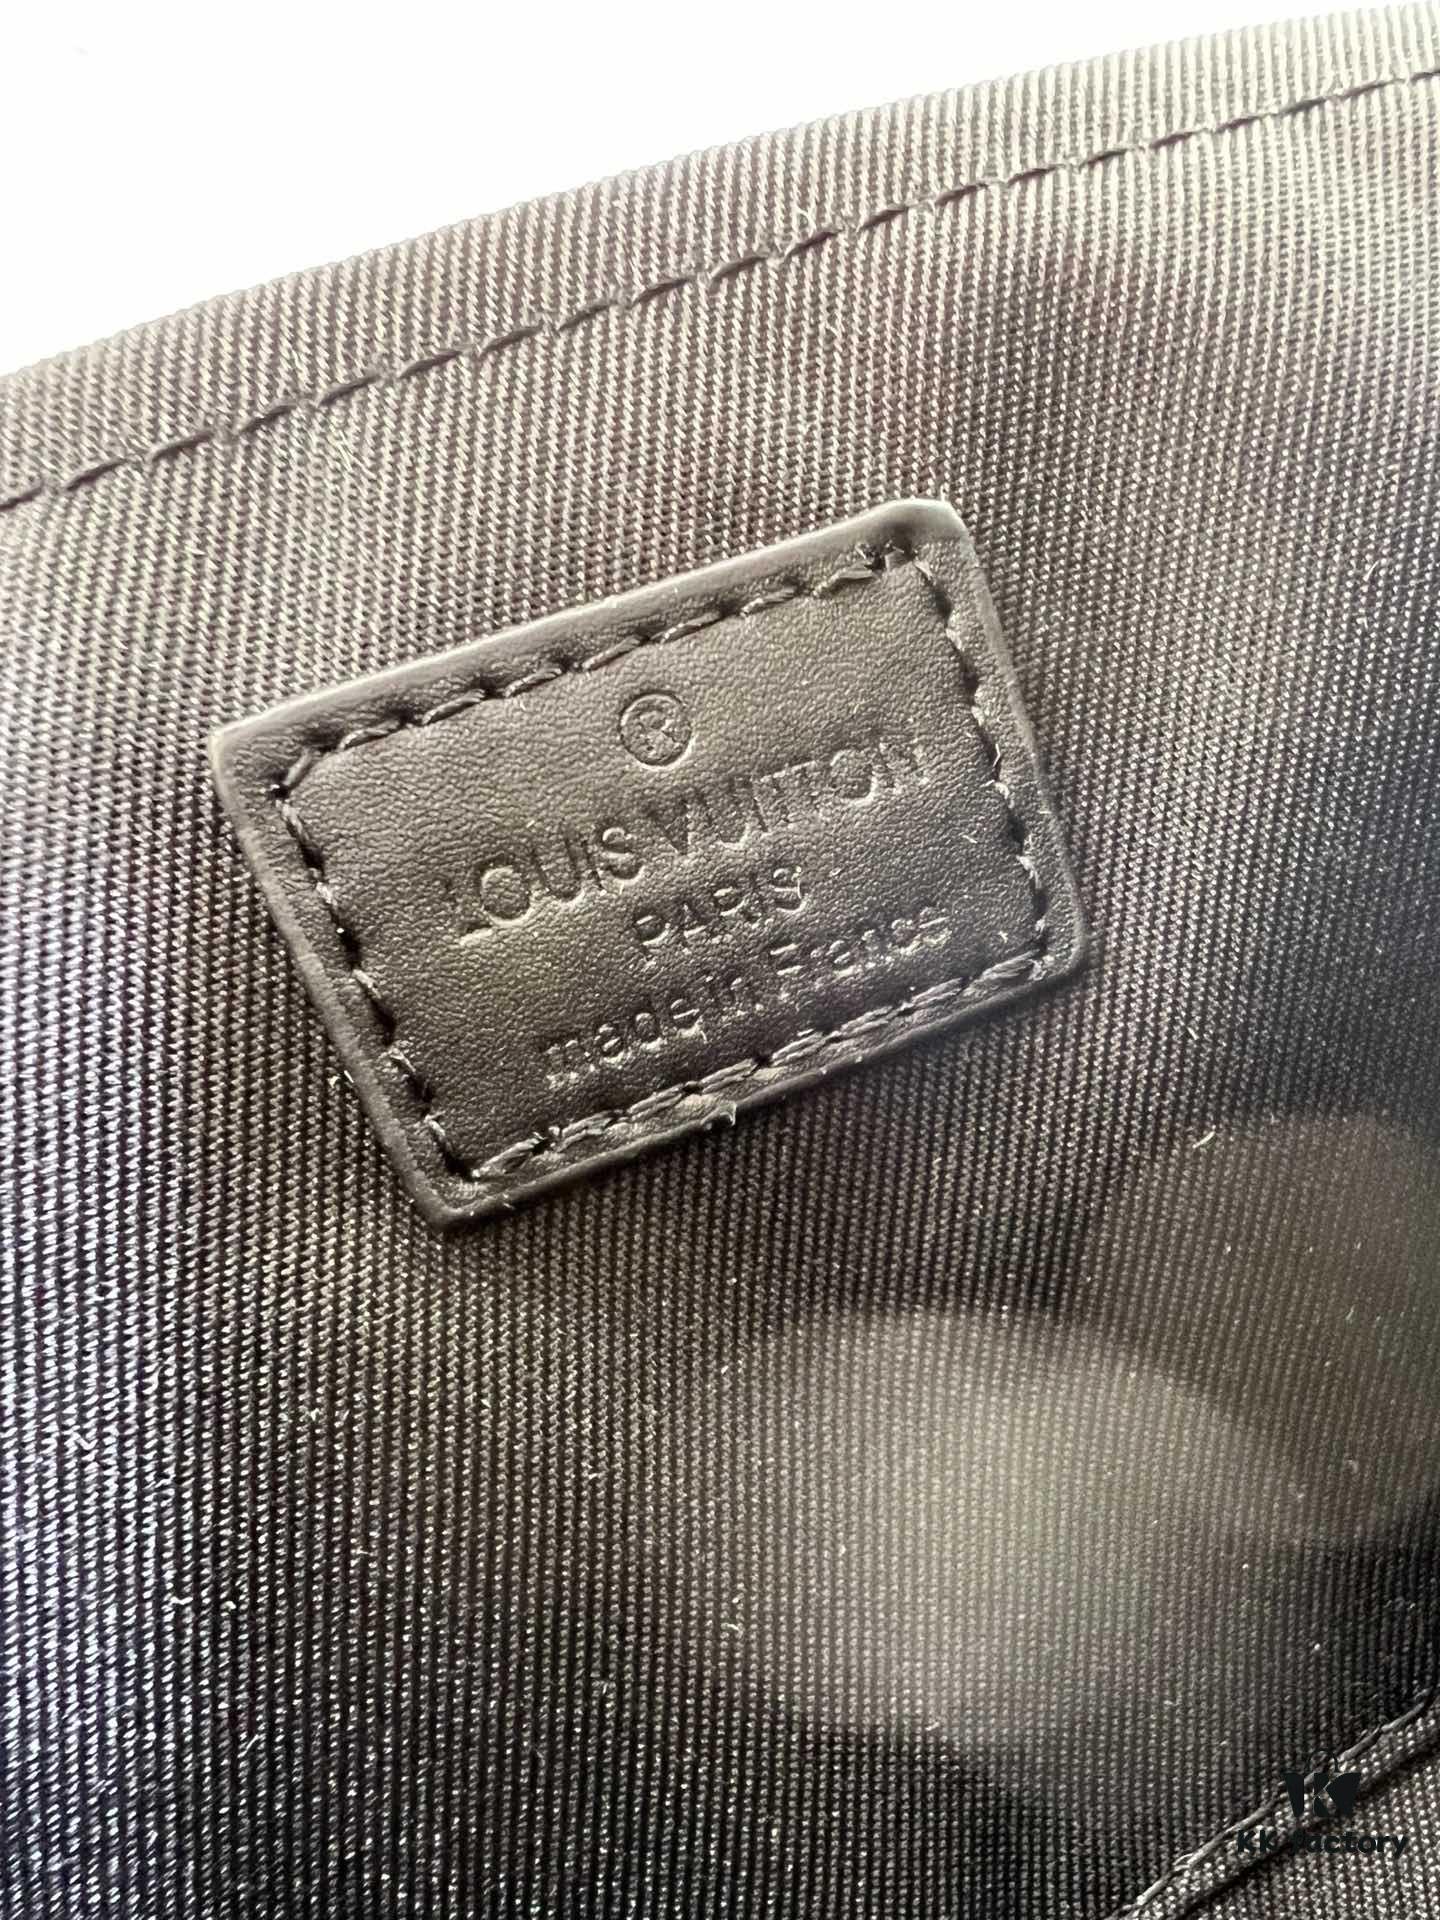 ®
LOUIS VUITTON
PARIS
made in France
KK Factory